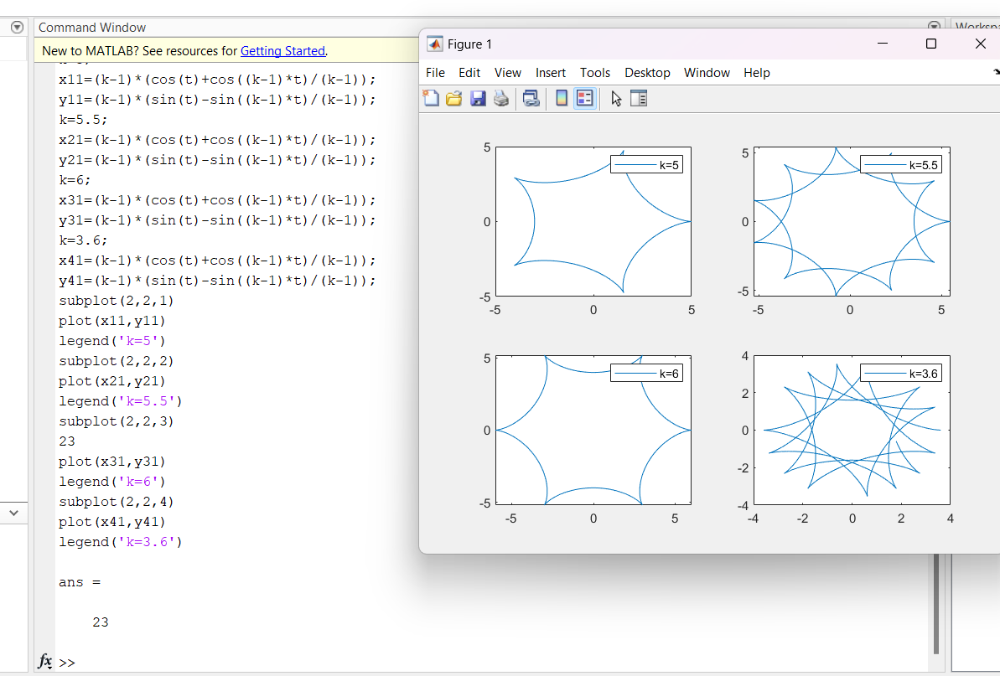 Command Window
New to MATLAB? See resources for Getting Started.
x11=(k-1)*(cos(t)+cos((k-1)*t)/(k-1));
y11=(k-1)*(sin(t)-sin((k-1)*t)/(k-1));
k=5.5;
x21=(k-1)*(cos(t)+cos((k-1)*t)/(k-1));
y21=(k-1)*(sin(t)-sin((k-1)*t)/(k-1));
k=6;
x31=(k-1)*(cos(t)+cos((k-1)*t)/(k-1));
y31=(k-1)*(sin(t)-sin((k-1)*t)/(k-1));
k=3.6;
x41=(k-1)*(cos(t)+cos((k-1)*t)/(k-1));
y41=(k-1)*(sin(t)-sin((k-1)*t)/(k-1));
subplot(2,2,1)
plot(x11,y11)
legend('k=5')
subplot(2,2,2)
plot(x21,y21)
legend('k=5.5')
subplot(2,2,3)
23
plot(x31,y31)
legend('k=6')
subplot(2,2,4)
plot(x41,y41)
legend('k=3.6')
ans =
23
fx >>
Figure 1
File Edit View Insert Tools Desktop Window Help
5
0
-5
-5 0 5
k=5
5
0
-5
-5 0 5
k=5.5
5
0
-5
-5 0 5
k=6
4
2
0
-2
-4
-4 -2 0 2 4
k=3.6